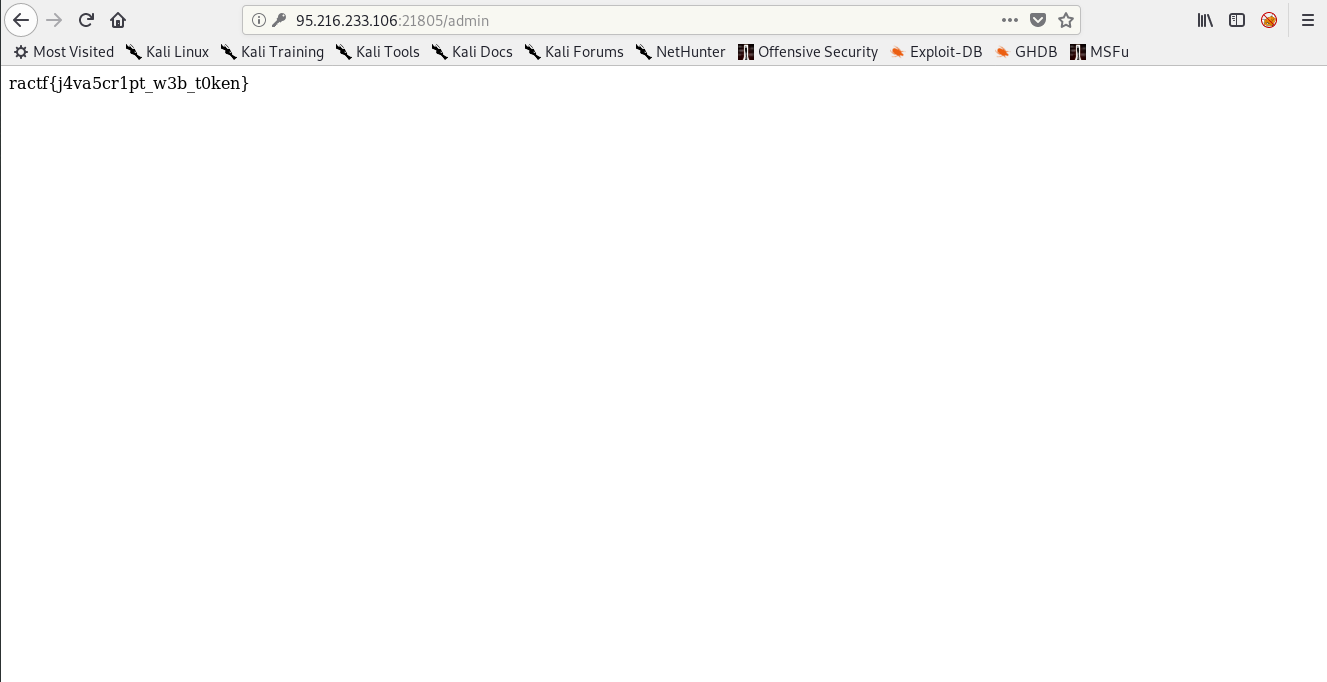 95.216.233.106:21805/admin
Most Visited Kali Linux Kali Training Kali Tools Kali Docs Kali Forums NetHunter Offensive Security Exploit-DB GHDB MSFu
ractf{j4va5cr1pt_w3b_t0ken}